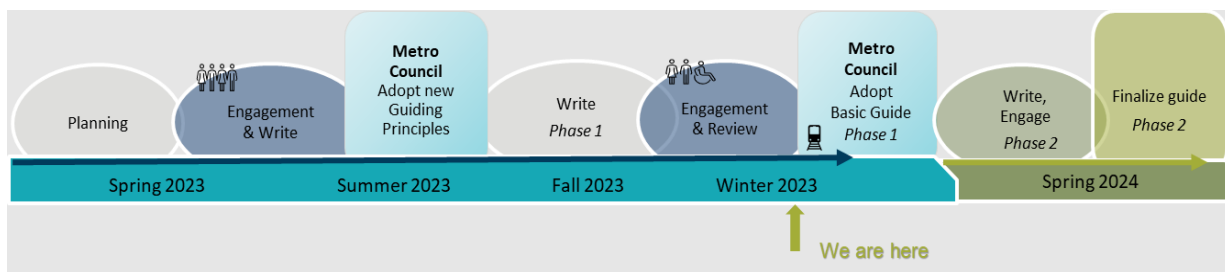 Planning
Engagement
& Write
Metro
Council
Adopt new
Guiding
Principles
Write
Phase 1
Engagement
& Review
Metro
Council
Adopt
Basic Guide
Phase 1
Write,
Engage
Phase 2
Finalize guide
Phase 2
Spring 2023
Summer 2023
Fall 2023
Winter 2023
Spring 2024
We are here